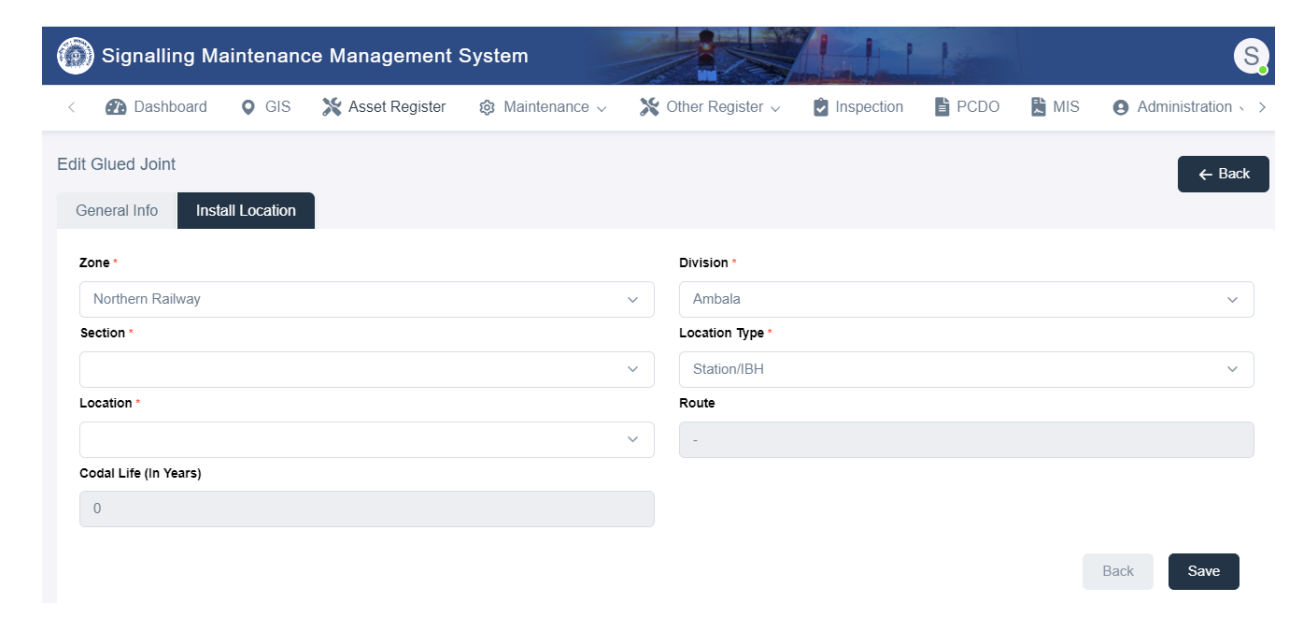 Signalling Maintenance Management System
S
Dashboard GIS Asset Register Maintenance Other Register Inspection PCDO MIS Administration
Edit Glued Joint
← Back
General Info Install Location
Zone * Division *
Northern Railway Ambala
Section * Location Type *
Station/IBH
Location * Route
-
Codal Life (In Years)
0
Back Save